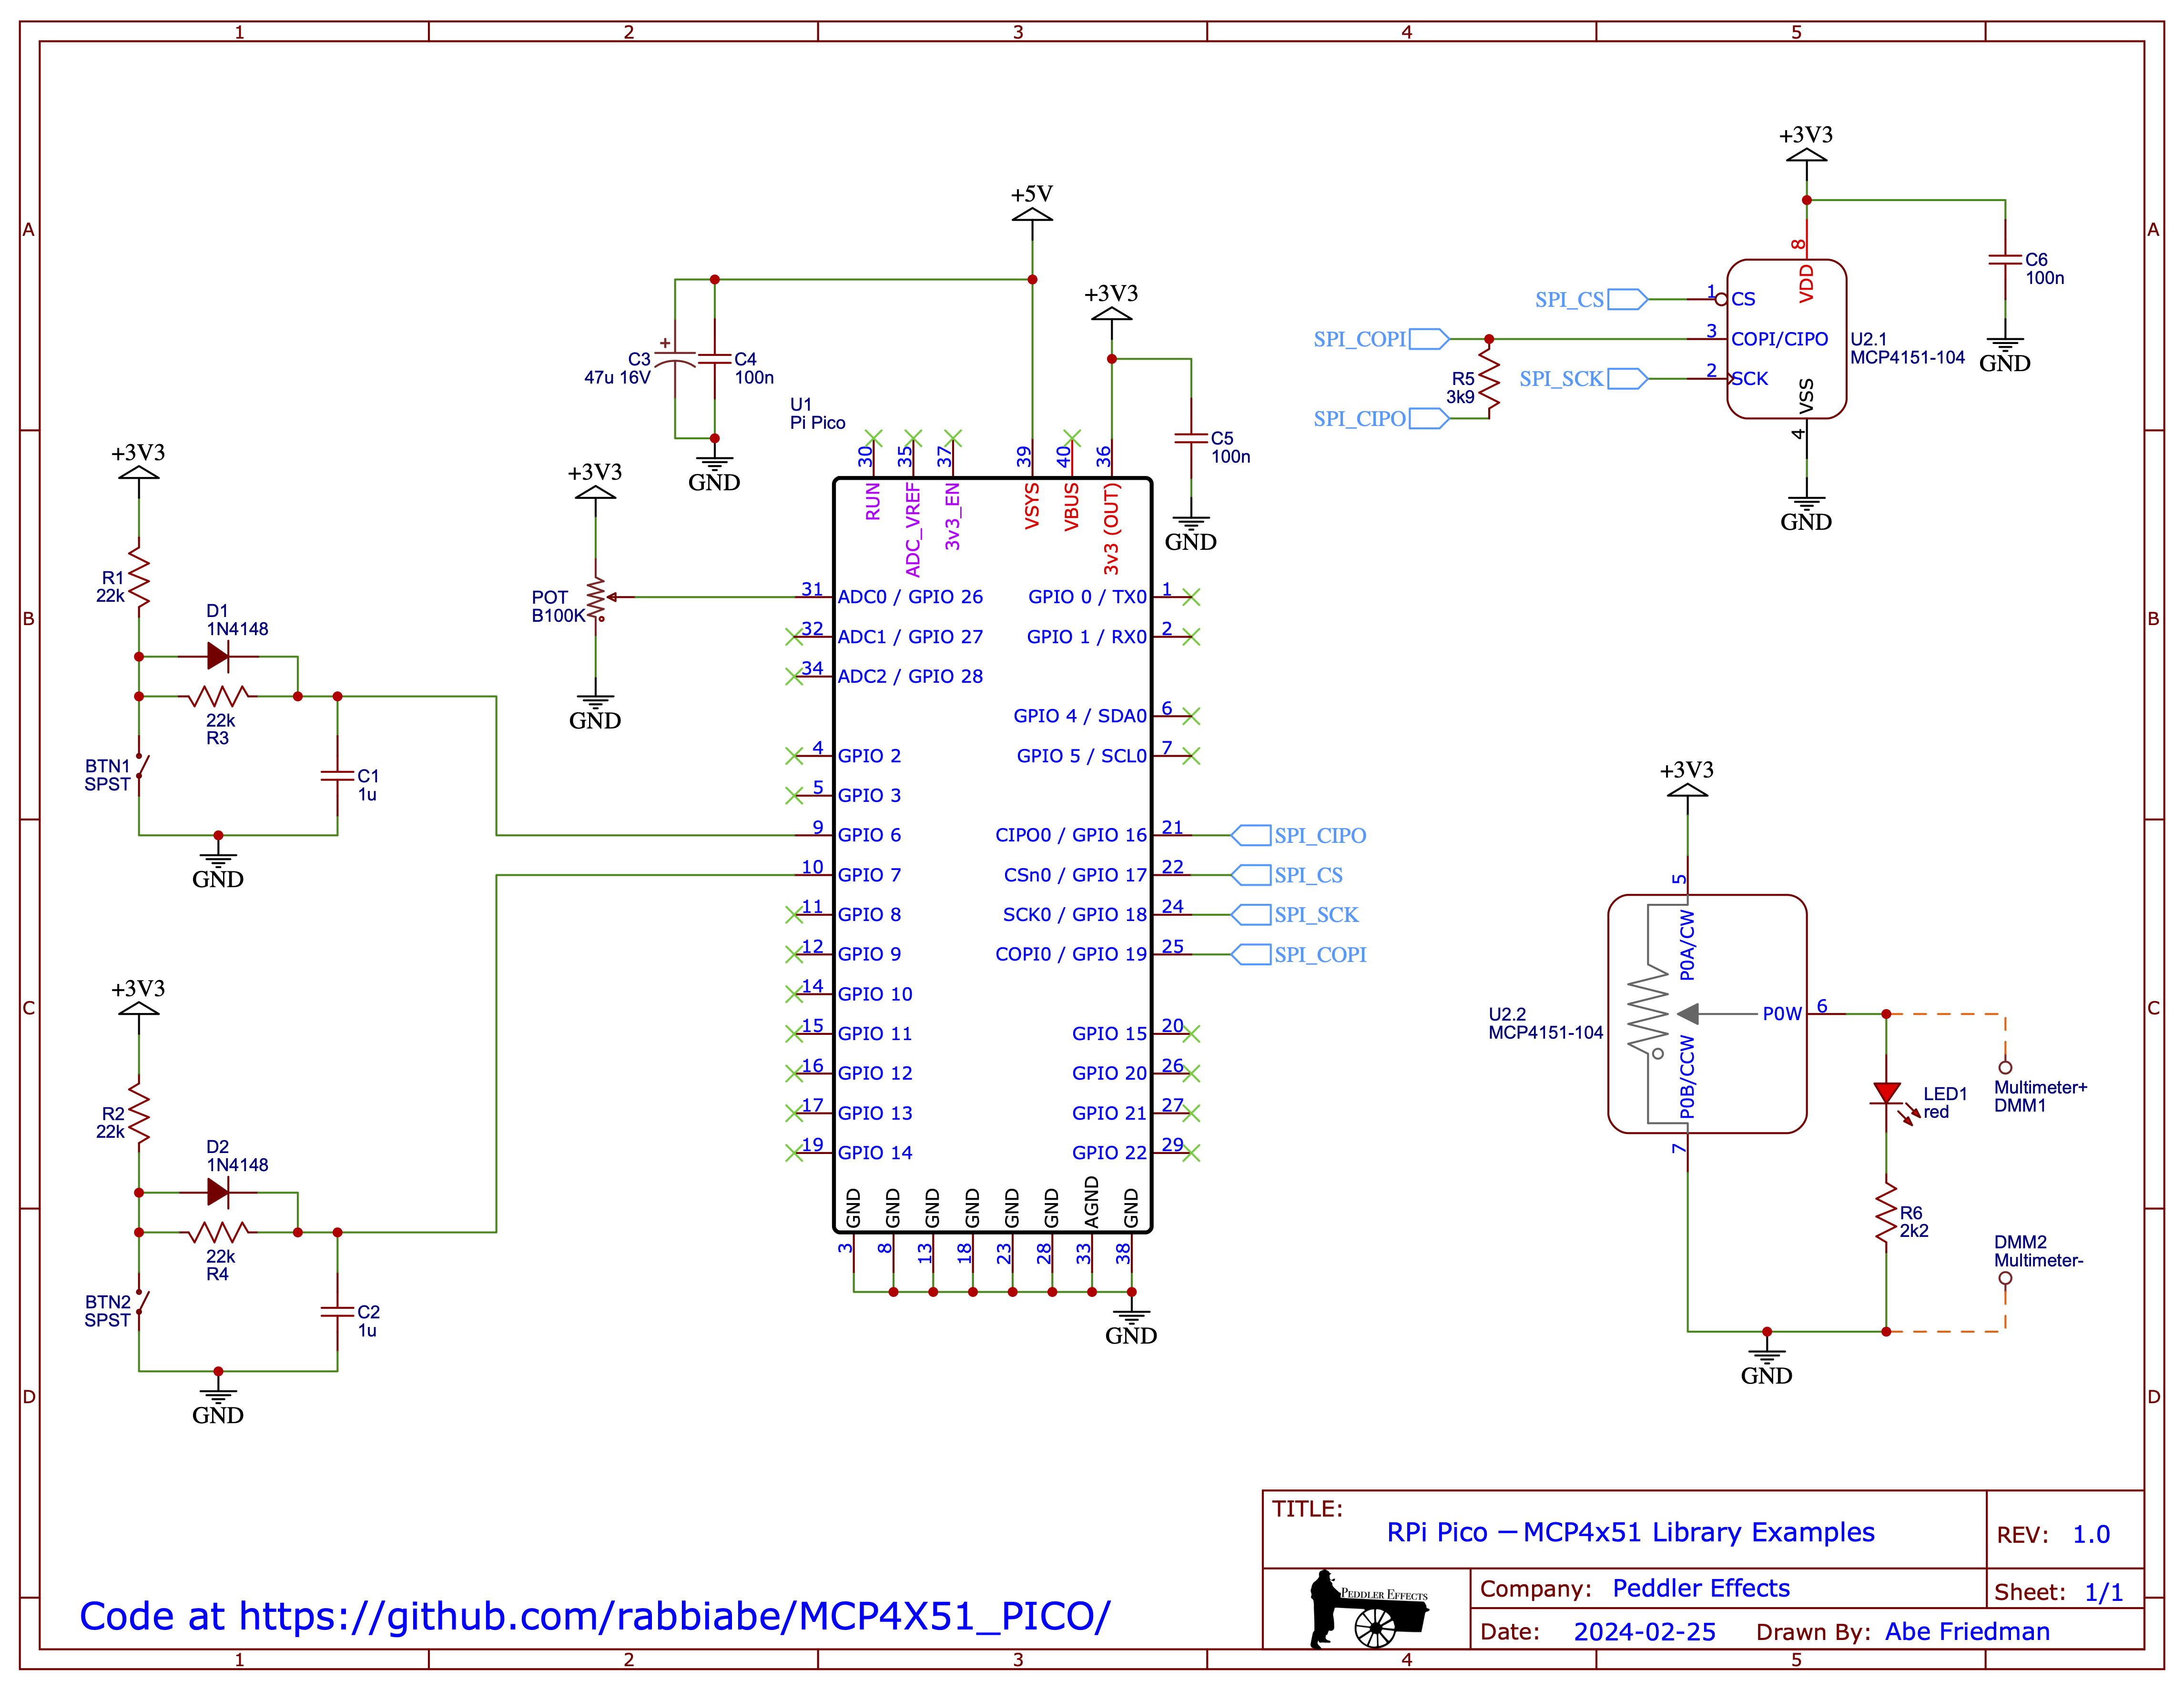 1 2 3 4 5
A
B
C
D
A
B
C
D
+3V3
R1
22k
D1
1N4148
22k
R3
BTN1
SPST
C1
1u
GND
+3V3
R2
22k
D2
1N4148
22k
R4
BTN2
SPST
C2
1u
GND
+5V
C3
47u 16V
C4
100n
GND
+3V3
POT
B100K
GND
+3V3
C5
100n
GND
U1
Pi Pico
30 35 37 39 40 36
RUN
ADC_VREF
3v3_EN
VSYS
VBUS
3v3 (OUT)
31 ADC0 / GPIO 26
32 ADC1 / GPIO 27
34 ADC2 / GPIO 28
4 GPIO 2
5 GPIO 3
9 GPIO 6
10 GPIO 7
11 GPIO 8
12 GPIO 9
14 GPIO 10
15 GPIO 11
16 GPIO 12
17 GPIO 13
19 GPIO 14
GPIO 0 / TX0 1
GPIO 1 / RX0 2
GPIO 4 / SDA0 6
GPIO 5 / SCL0 7
CIPO0 / GPIO 16 21 SPI_CIPO
CSn0 / GPIO 17 22 SPI_CS
SCK0 / GPIO 18 24 SPI_SCK
COPI0 / GPIO 19 25 SPI_COPI
GPIO 15 20
GPIO 20 26
GPIO 21 27
GPIO 22 29
GND GND GND GND GND GND AGND GND
3 8 13 18 23 28 33 38
GND
+3V3
8
VDD
C6
100n
GND
SPI_CS 1 CS
SPI_COPI 3 COPI/CIPO
SPI_SCK 2 SCK
SPI_CIPO
R5
3k9
U2.1
MCP4151-104
VSS
4
GND
+3V3
5
P0A/CW
U2.2
MCP4151-104
P0W 6
P0B/CCW
7
LED1
red
Multimeter+
DMM1
R6
2k2
DMM2
Multimeter-
GND
Code at https://github.com/rabbiabe/MCP4X51_PICO/
TITLE:
RPi Pico — MCP4x51 Library Examples
REV: 1.0
PEDDLER EFFECTS
Company: Peddler Effects
Sheet: 1/1
Date: 2024-02-25 Drawn By: Abe Friedman
1 2 3 4 5